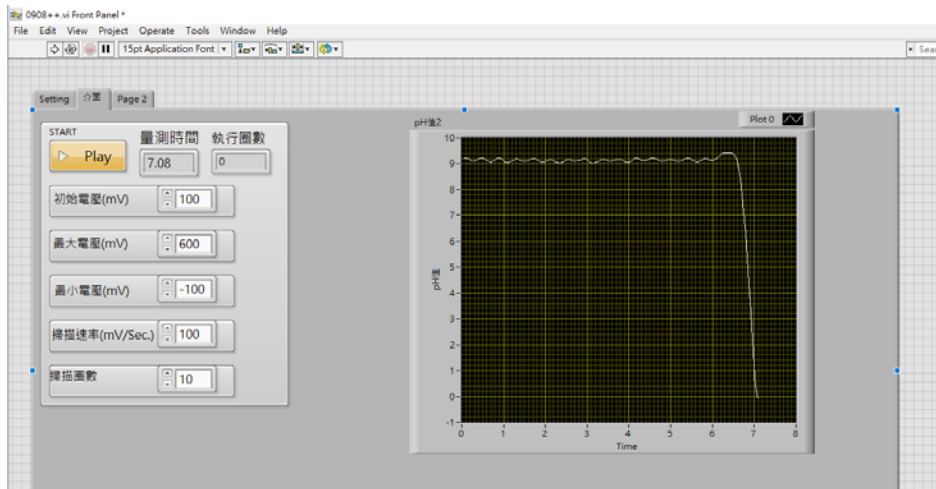 0908++.vi Front Panel *
File Edit View Project Operate Tools Window Help
15pt Application Font
Sear
Setting 介面 Page 2
START
Play
量測時間
7.08
執行圈數
0
初始電壓(mV) 100
最大電壓(mV) 600
最小電壓(mV) -100
掃描速率(mV/Sec.) 100
掃描圈數 10
pH值2
Plot 0
pH值
10-
9-
8-
7-
6-
5-
4-
3-
2-
1-
0-
-1-
0 1 2 3 4 5 6 7 8
Time